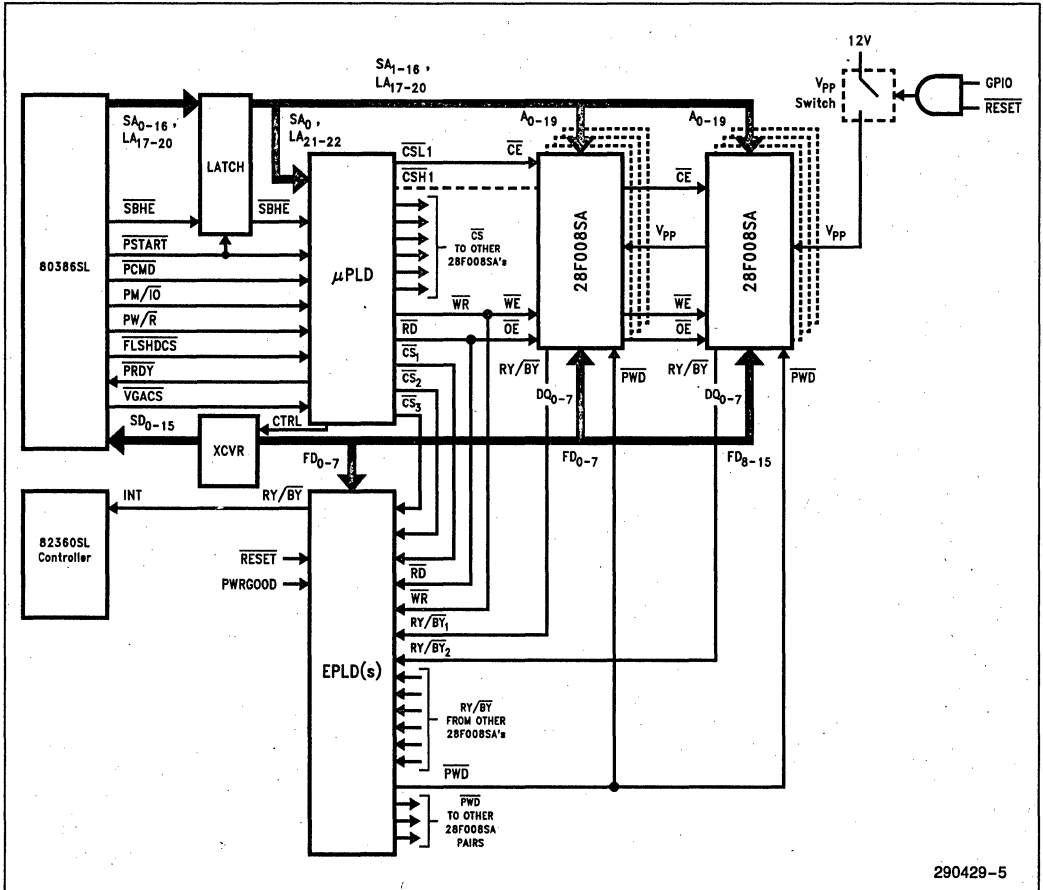 12V
VPP
Switch
GPIO
RESET
SA1-16 ,
LA17-20
80386SL
SA0-16 ,
LA17-20
LATCH
SA0 ,
LA21-22
A0-19
A0-19
SBHE
SBHE
PSTART
PCMD
PM/IO
PW/R
FLSHDCS
PRDY
VGACS
SD0-15
μPLD
CSL1
CSH1
CS
TO OTHER
28F008SA's
WR
RD
CS1
CS2
CS3
CE
28F008SA
CE
28F008SA
VPP
VPP
WE
OE
WE
OE
RY/BY
PWD
RY/BY
PWD
DQ0-7
DQ0-7
CTRL
XCVR
FD0-7
FD0-7
FD8-15
82360SL
Controller
INT
RY/BY
RESET
PWRGOOD
EPLD(s)
RD
WR
RY/BY1
RY/BY2
RY/BY
FROM OTHER
28F008SA's
PWD
PWD
TO OTHER
28F008SA
PAIRS
290429-5